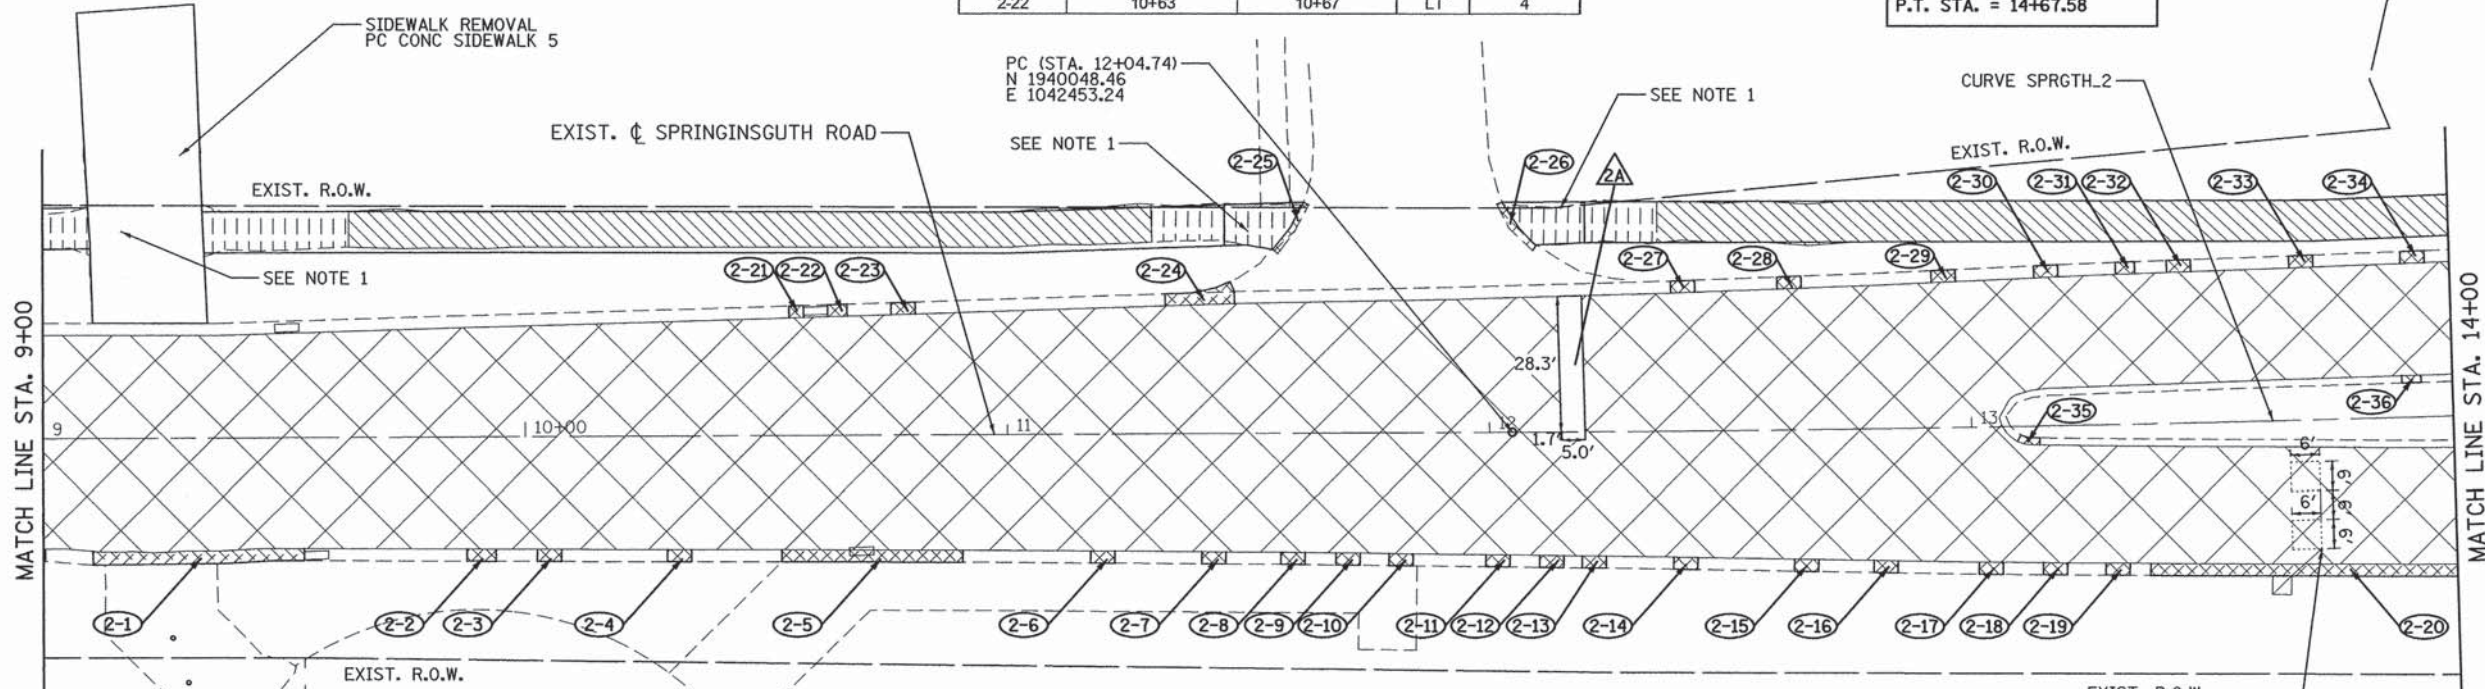 2-22 10+63 10+67 LT 4
P.T. STA. = 14+67.58
SIDEWALK REMOVAL
PC CONC SIDEWALK 5
PC (STA. 12+04.74)
N 1940048.46
E 1042453.24
SEE NOTE 1
CURVE SPRGTH_2
EXIST. ℄ SPRINGINSGUTH ROAD
SEE NOTE 1
EXIST. R.O.W.
2-25
2-26
2A
EXIST. R.O.W.
2-30
2-31
2-32
2-33
2-34
SEE NOTE 1
2-21
2-22
2-23
2-24
2-27
2-28
2-29
MATCH LINE STA. 9+00
MATCH LINE STA. 14+00
28.3'
2-36
2-35
9
10+00
11
12
13
1.7'
5.0'
6'
6'
6'
6'
6'
2-1
2-2
2-3
2-4
2-5
2-6
2-7
2-8
2-9
2-10
2-11
2-12
2-13
2-14
2-15
2-16
2-17
2-18
2-19
2-20
EXIST. R.O.W.
EXIST. R.O.W.